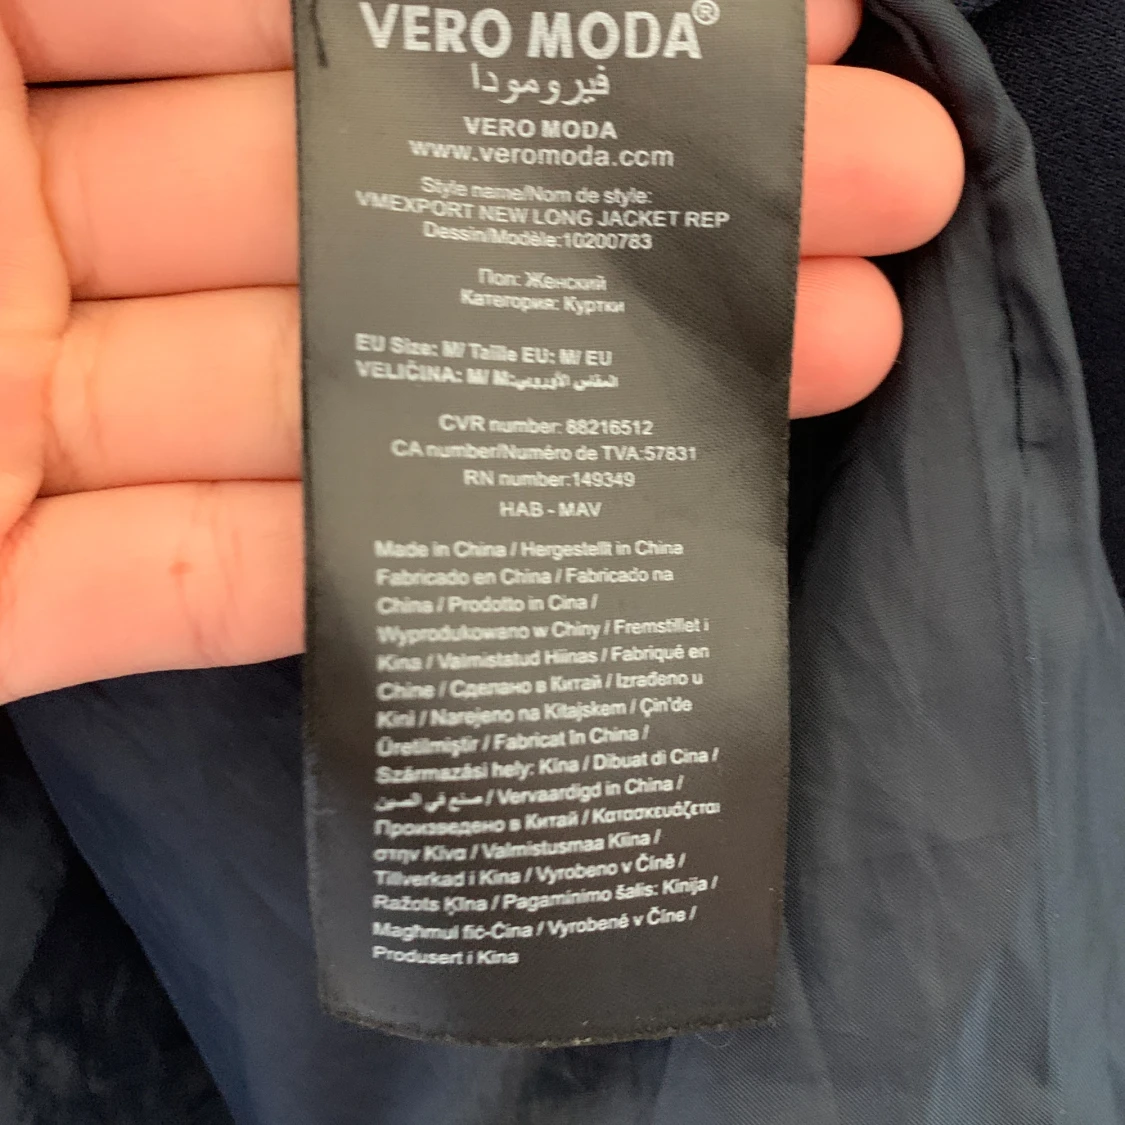 VERO MODA®
فيرومودا
VERO MODA
www.veromoda.com
Style name/Nom de style:
VMEXPORT NEW LONG JACKET REP
Dessin/Modèle:10200783
Пол: Женский
Категория: Куртки
EU Size: M/ Taille EU: M/ EU
VELIČINA: M/ M:المقاس الأوروبي
CVR number: 88216512
CA number/Numéro de TVA:57831
RN number:149349
HAB - MAV
Made in China / Hergestellt in China
Fabricado en China / Fabricado na
China / Prodotto in Cina /
Wyprodukowano w Chiny / Fremstillet i
Kina / Valmistatud Hiinas / Fabriqué en
Chine / Сделано в Китай / Izrađeno u
Kini / Narejeno na Kitajskem / Çin'de
Üretilmiştir / Fabricat în China /
Származási hely: Kína / Dibuat di Cina /
صنع في الصين / Vervaardigd in China /
Произведено в Китай / Κατασκευάζεται
στην Κίνα / Valmistusmaa Kiina /
Tillverkad i Kina / Vyrobeno v Číně /
Ražots Ķīna / Pagaminimo šalis: Kinija /
Magħmul fiċ-Ċina / Vyrobené v Číne /
Produsert i Kina